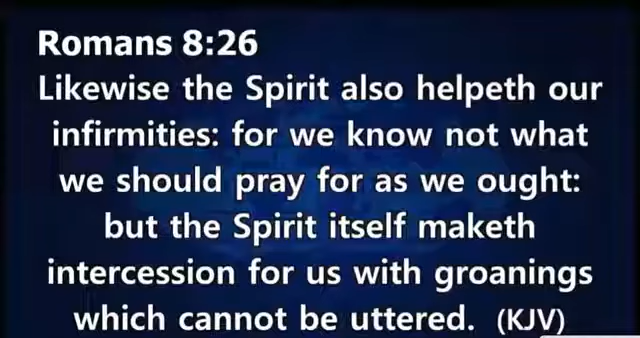 Romans 8:26
Likewise the Spirit also helpeth our
infirmities: for we know not what
we should pray for as we ought:
but the Spirit itself maketh
intercession for us with groanings
which cannot be uttered. (KJV)